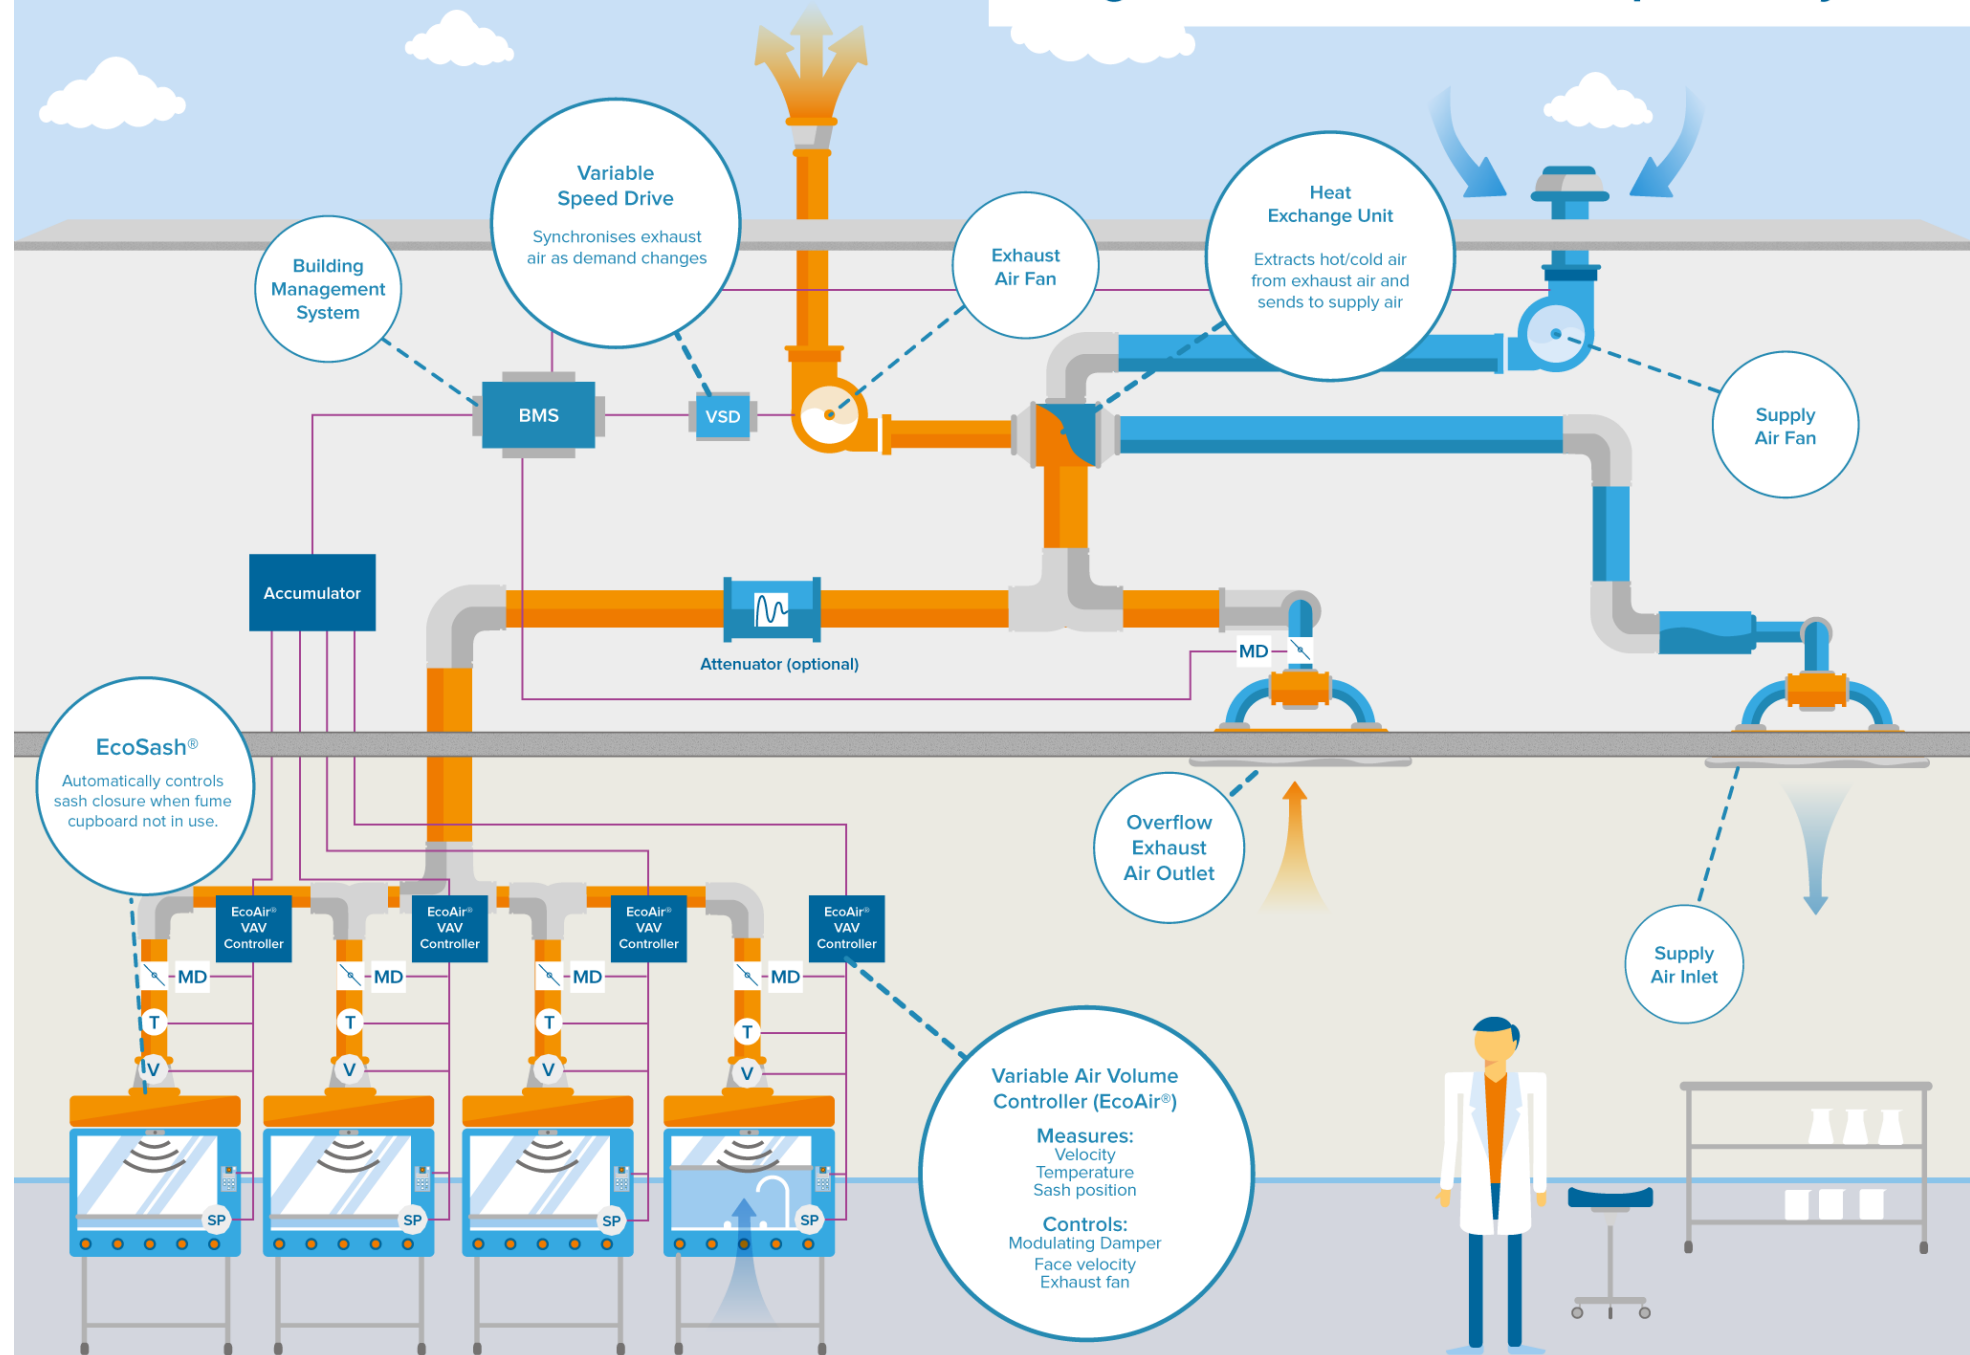 Variable
Speed Drive
Synchronises exhaust
air as demand changes
Heat
Exchange Unit
Extracts hot/cold air
from exhaust air and
sends to supply air
Building
Management
System
Exhaust
Air Fan
BMS
VSD
Supply
Air Fan
Accumulator
Attenuator (optional)
MD
EcoSash®
Automatically controls
sash closure when fume
cupboard not in use.
Overflow
Exhaust
Air Outlet
Supply
Air Inlet
EcoAir®
VAV
Controller
EcoAir®
VAV
Controller
EcoAir®
VAV
Controller
EcoAir®
VAV
Controller
MD
MD
MD
MD
T
T
T
T
V
V
V
V
SP
SP
SP
SP
Variable Air Volume
Controller (EcoAir®)
Measures:
Velocity
Temperature
Sash position
Controls:
Modulating Damper
Face velocity
Exhaust fan